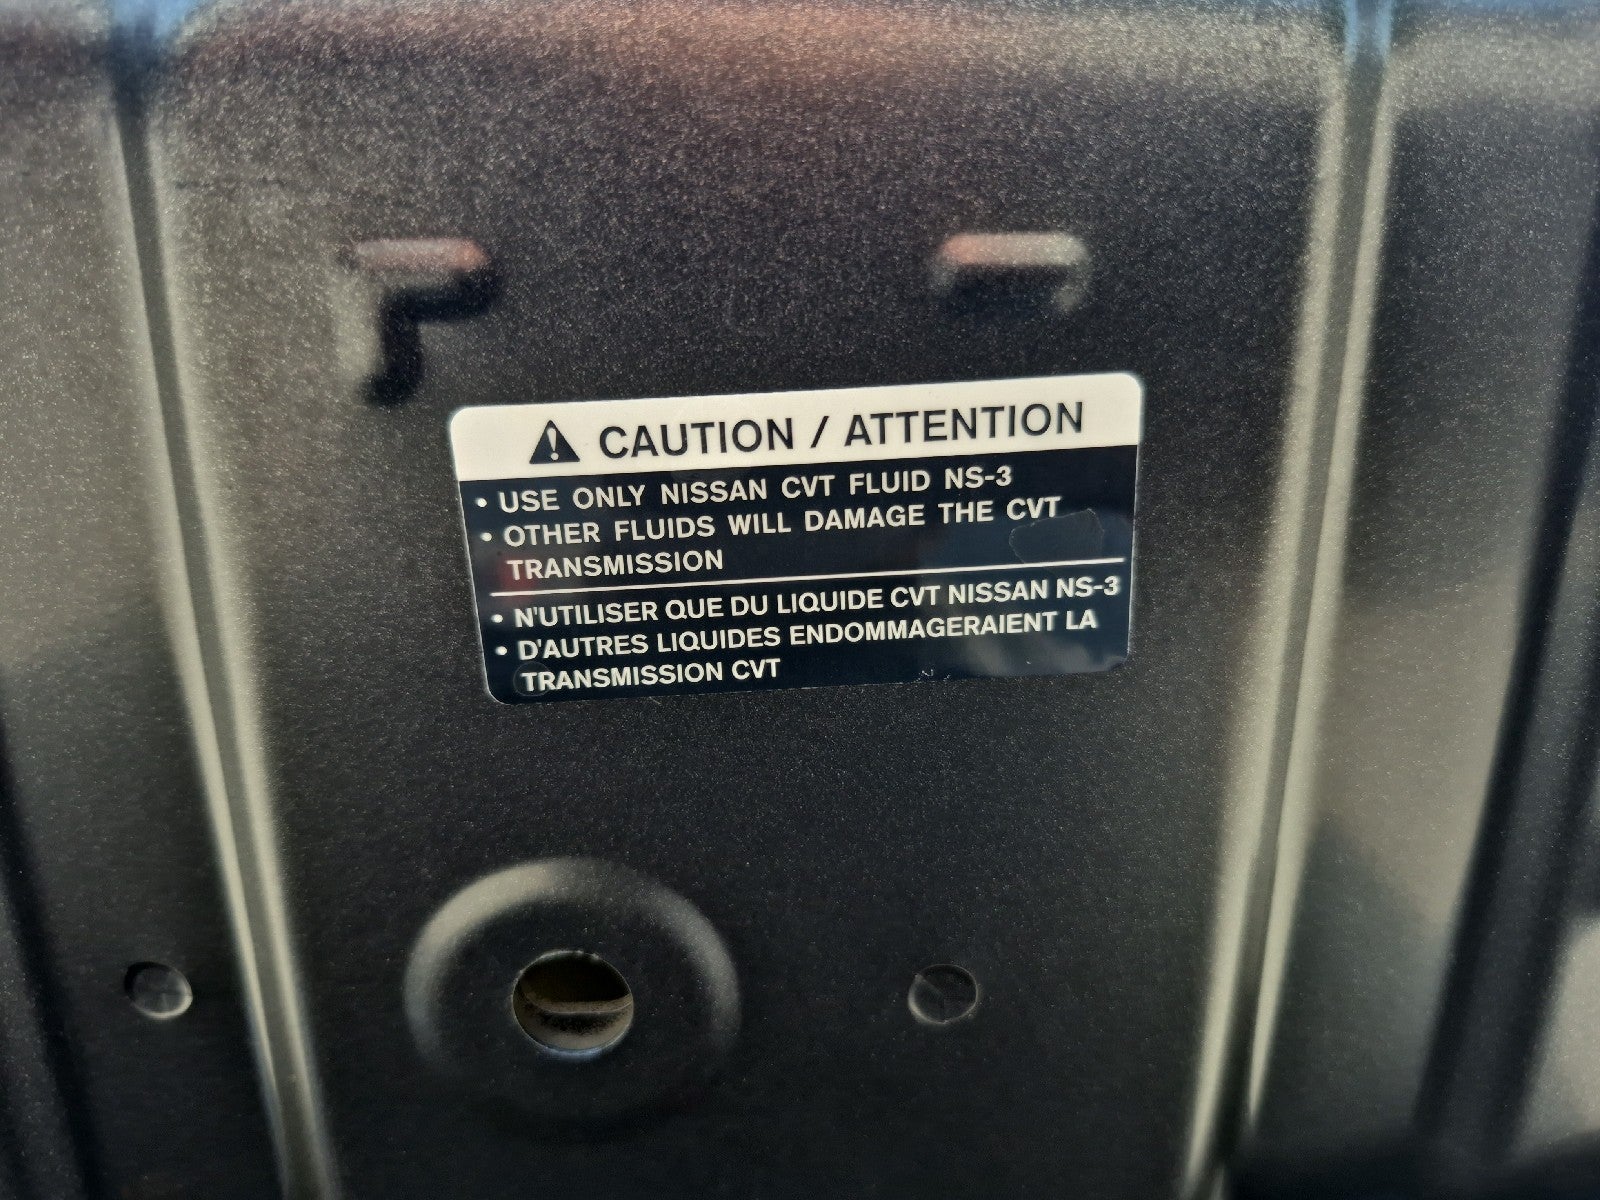 CAUTION / ATTENTION
• USE ONLY NISSAN CVT FLUID NS-3
• OTHER FLUIDS WILL DAMAGE THE CVT
TRANSMISSION
• N'UTILISER QUE DU LIQUIDE CVT NISSAN NS-3
• D'AUTRES LIQUIDES ENDOMMAGERAIENT LA
TRANSMISSION CVT